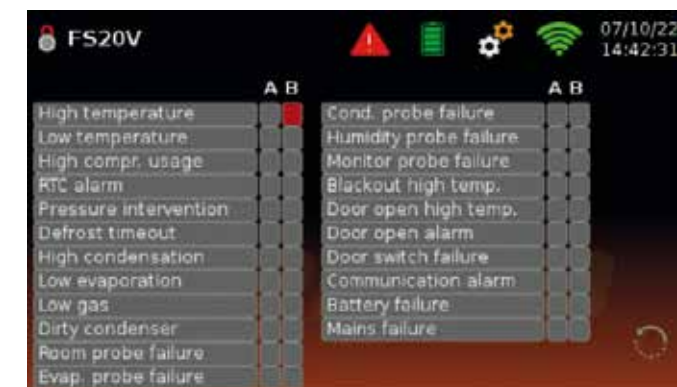 FS20V
07/10/22
14:42:31
A B
High temperature
Low temperature
High compr. usage
RTC alarm
Pressure intervention
Defrost timeout
High condensation
Low evaporation
Low gas
Dirty condenser
Room probe failure
Evap. probe failure
A B
Cond. probe failure
Humidity probe failure
Monitor probe failure
Blackout high temp.
Door open high temp.
Door open alarm
Door switch failure
Communication alarm
Battery failure
Mains failure